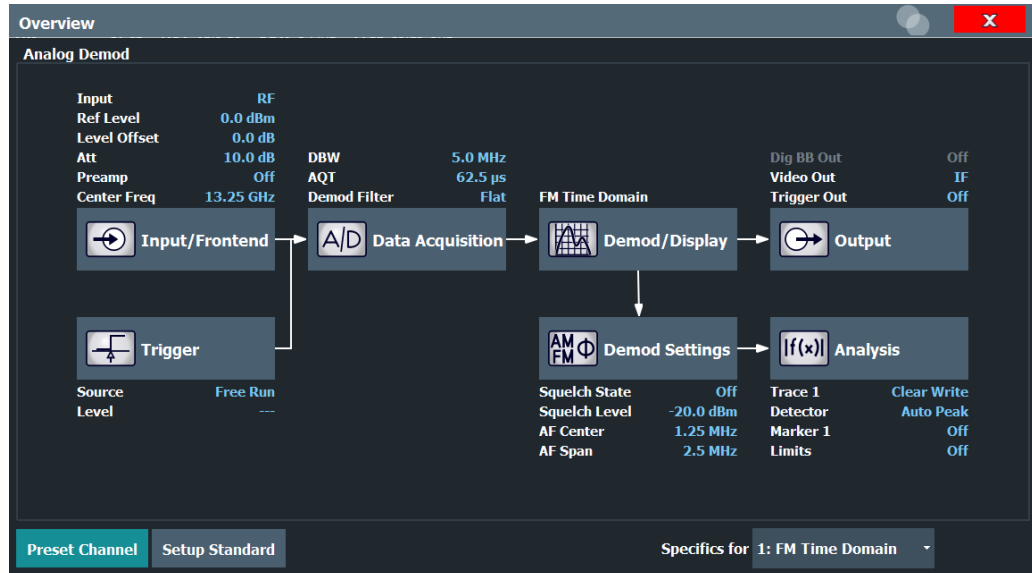 Overview
X
Analog Demod
Input RF
Ref Level 0.0 dBm
Level Offset 0.0 dB
Att 10.0 dB
Preamp Off
Center Freq 13.25 GHz
DBW 5.0 MHz
AQT 62.5 µs
Demod Filter Flat
FM Time Domain
Dig BB Out Off
Video Out IF
Trigger Out Off
Input/Frontend
A/D Data Acquisition
Demod/Display
Output
Trigger
AM FM Φ Demod Settings
|f(x)| Analysis
Source Free Run
Level ---
Squelch State Off
Squelch Level -20.0 dBm
AF Center 1.25 MHz
AF Span 2.5 MHz
Trace 1 Clear Write
Detector Auto Peak
Marker 1 Off
Limits Off
Preset Channel
Setup Standard
Specifics for 1: FM Time Domain